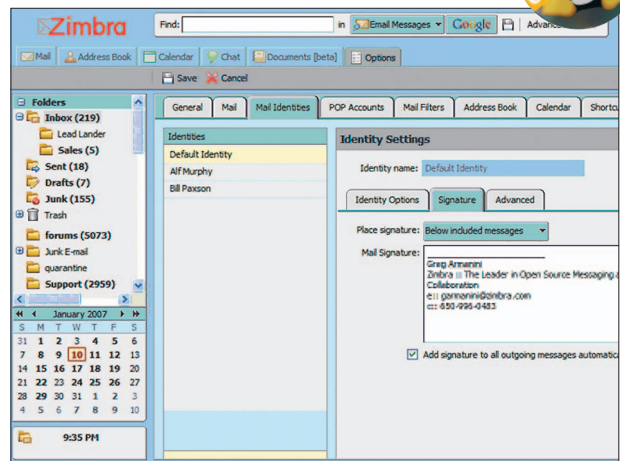 Zimbra
Find: in Email Messages Google
Mail Address Book Calendar Chat Documents [beta] Options
Save Cancel
Folders
Inbox (219)
Lead Lander
Sales (5)
Sent (18)
Drafts (7)
Junk (155)
Trash
forums (5073)
Junk E-mail
quarantine
Support (2959)
January 2007
S M T W T F S
31 1 2 3 4 5 6
7 8 9 10 11 12 13
14 15 16 17 18 19 20
21 22 23 24 25 26 27
28 29 30 31 1 2 3
4 5 6 7 8 9 10
9:35 PM
General Mail Mail Identities POP Accounts Mail Filters Address Book Calendar
Identities
Default Identity
Alf Murphy
Bill Paxson
Identity Settings
Identity name: Default Identity
Identity Options Signature Advanced
Place signature: Below included messages
Mail Signature:
Greg Armanini
Zimbra :: The Leader in Open Source Messaging
Collaboration
e:: garmanini@zimbra.com
c:: 650-996-0483
Add signature to all outgoing messages